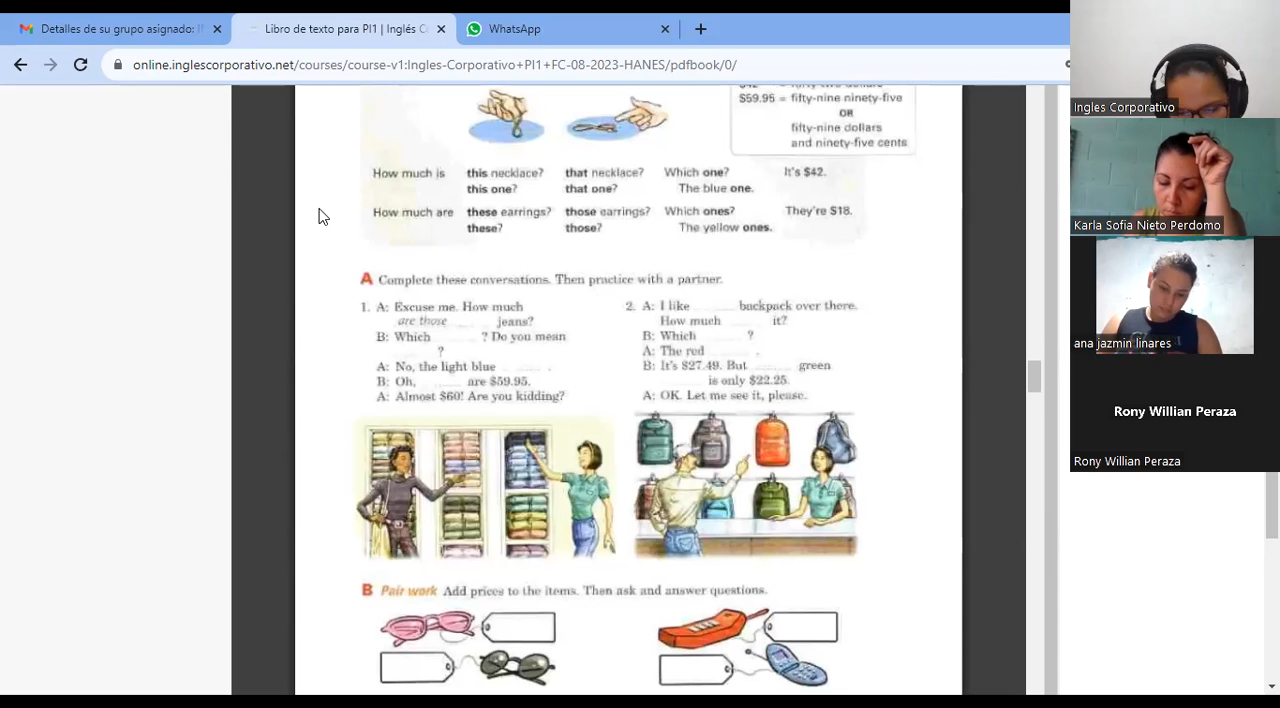 Detalles de su grupo asignado: I
Libro de texto para PI1 | Inglés C
WhatsApp
online.inglescorporativo.net/courses/course-v1:Ingles-Corporativo+PI1+FC-08-2023-HANES/pdfbook/0/
$59.95 = fifty-nine ninety-five
OR
fifty-nine dollars
and ninety-five cents
How much is this necklace? that necklace? Which one? It's $42.
this one? that one? The blue one.
How much are these earrings? those earrings? Which ones? They're $18.
these? those? The yellow ones.
A Complete these conversations. Then practice with a partner.
1. A: Excuse me. How much
are those jeans?
B: Which ? Do you mean
?
A: No, the light blue .
B: Oh, are $59.95.
A: Almost $60! Are you kidding?
2. A: I like backpack over there.
How much it?
B: Which ?
A: The red .
B: It's $27.49. But green
is only $22.25.
A: OK. Let me see it, please.
B Pair work Add prices to the items. Then ask and answer questions.
Ingles Corporativo
Karla Sofia Nieto Perdomo
ana jazmin linares
Rony Willian Peraza
Rony Willian Peraza